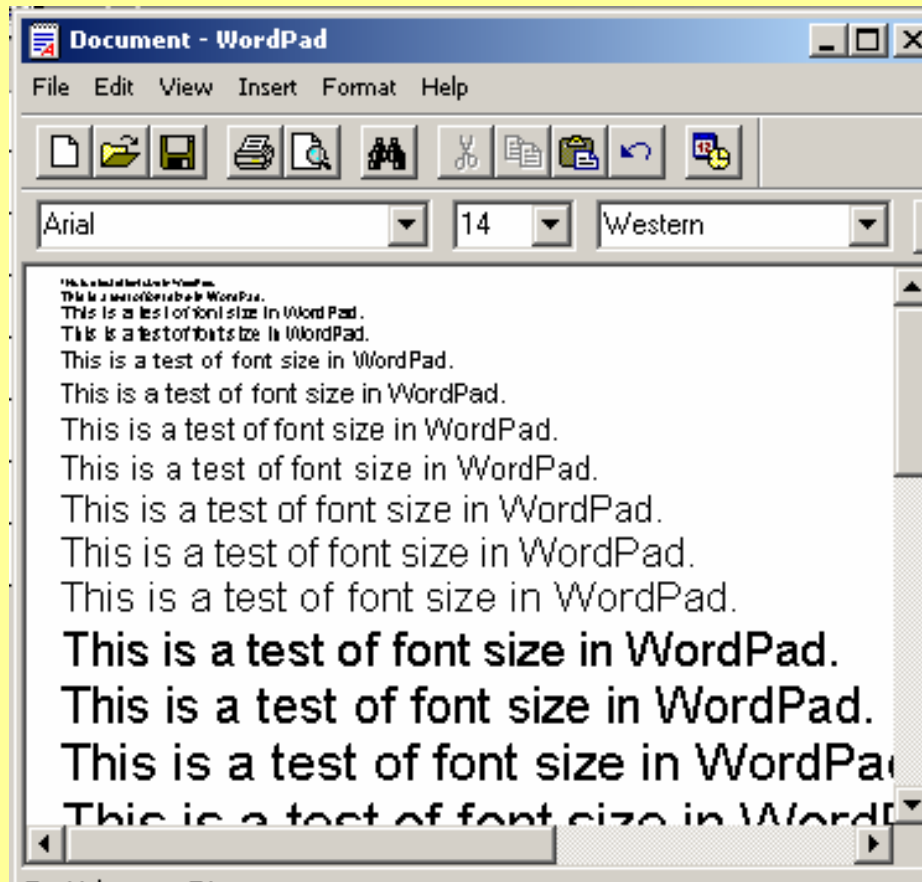 Document - WordPad
File Edit View Insert Format Help
Arial 14 Western
This is a test of font size in WordPad.
This is a test of font size in WordPad.
This is a test of font size in WordPad.
This is a test of font size in WordPad.
This is a test of font size in WordPad.
This is a test of font size in WordPad.
This is a test of font size in WordPad.
This is a test of font size in WordPad.
This is a test of font size in WordPad.
This is a test of font size in WordPad.
This is a test of font size in WordPad.
This is a test of font size in WordPad.
This is a test of font size in WordPa
This is a test of font size in